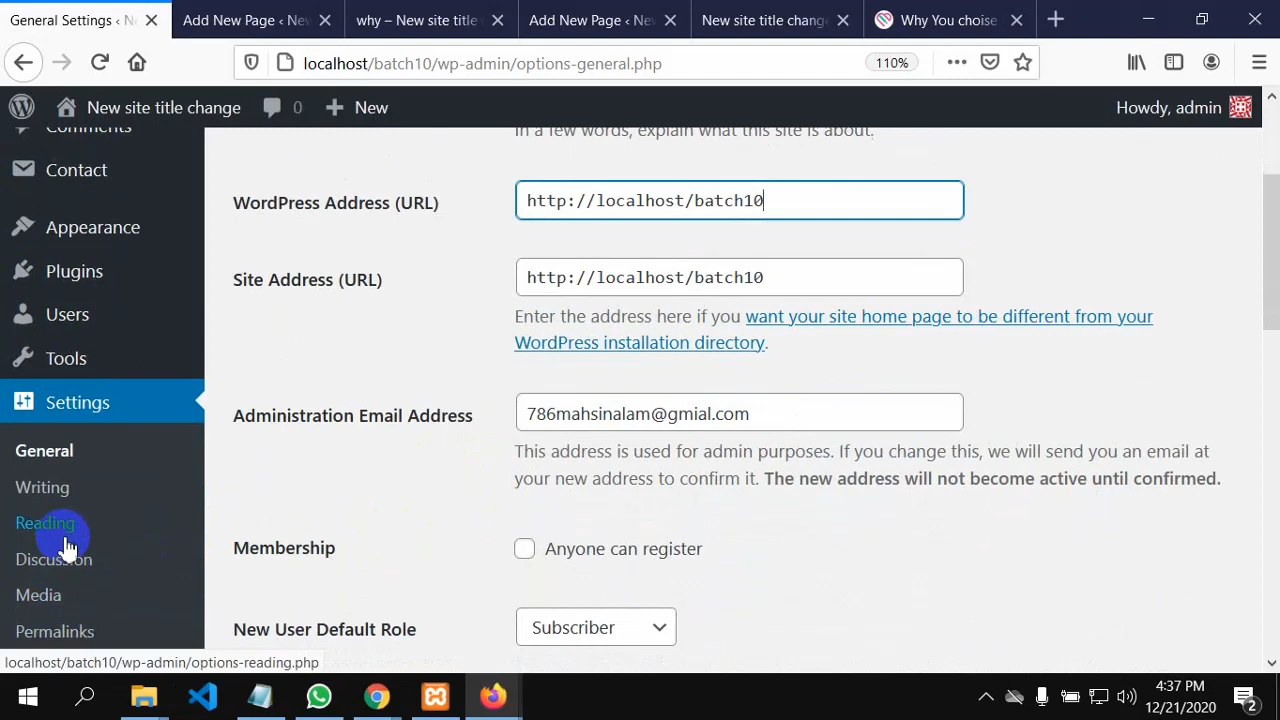 General Settings ‹ N
Add New Page ‹ New
why – New site title
Add New Page ‹ New
New site title chang
Why You choise
localhost/batch10/wp-admin/options-general.php
110%
New site title change
0
New
Howdy, admin
Comments
In a few words, explain what this site is about.
Contact
WordPress Address (URL)
http://localhost/batch10
Appearance
Plugins
Site Address (URL)
http://localhost/batch10
Users
Enter the address here if you want your site home page to be different from your
WordPress installation directory.
Tools
Settings
Administration Email Address
786mahsinalam@gmial.com
General
This address is used for admin purposes. If you change this, we will send you an email at
your new address to confirm it. The new address will not become active until confirmed.
Writing
Reading
Membership
Anyone can register
Discussion
Media
New User Default Role
Subscriber
Permalinks
localhost/batch10/wp-admin/options-reading.php
4:37 PM
12/21/2020
2